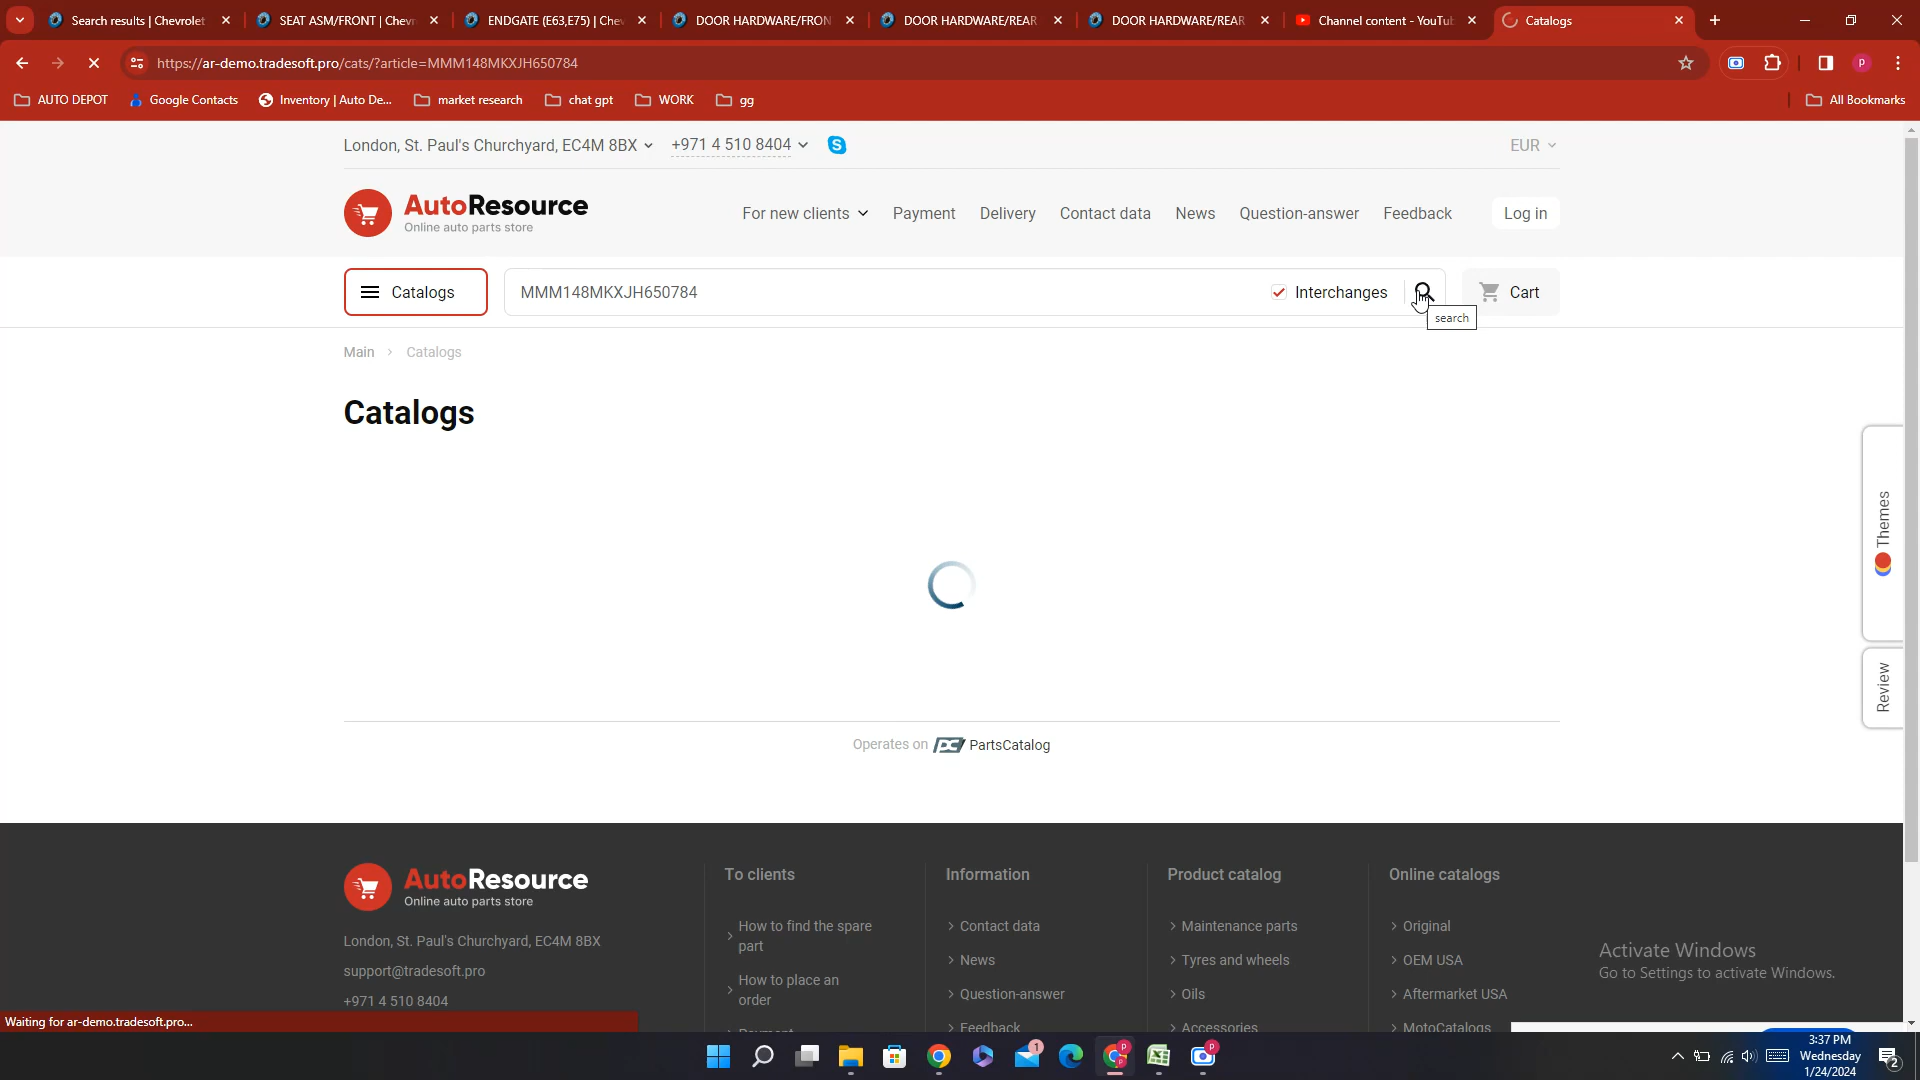 Search results | Chevrolet
SEAT ASM/FRONT | Chevr
ENDGATE (E63,E75) | Che
DOOR HARDWARE/FRON
DOOR HARDWARE/REAR
DOOR HARDWARE/REAR
Channel content - YouTu
Catalogs
https://ar-demo.tradesoft.pro/cats/?article=MMM148MKXJH650784
P
AUTO DEPOT
Google Contacts
Inventory | Auto De...
market research
chat gpt
WORK
gg
All Bookmarks
London, St. Paul's Churchyard, EC4M 8BX
+971 4 510 8404
S
EUR
AutoResource
Online auto parts store
For new clients
Payment
Delivery
Contact data
News
Question-answer
Feedback
Log in
Catalogs
MMM148MKXJH650784
Interchanges
Cart
search
Main > Catalogs
Catalogs
Themes
Review
Operates on PC PartsCatalog
AutoResource
Online auto parts store
London, St. Paul's Churchyard, EC4M 8BX
support@tradesoft.pro
+971 4 510 8404
To clients
How to find the spare
part
How to place an
order
Information
Contact data
News
Question-answer
Feedback
Product catalog
Maintenance parts
Tyres and wheels
Oils
Accessories
Online catalogs
Original
OEM USA
Aftermarket USA
MotoCatalogs
Activate Windows
Go to Settings to activate Windows.
Waiting for ar-demo.tradesoft.pro...
1
P
P
3:37 PM
Wednesday
1/24/2024
2